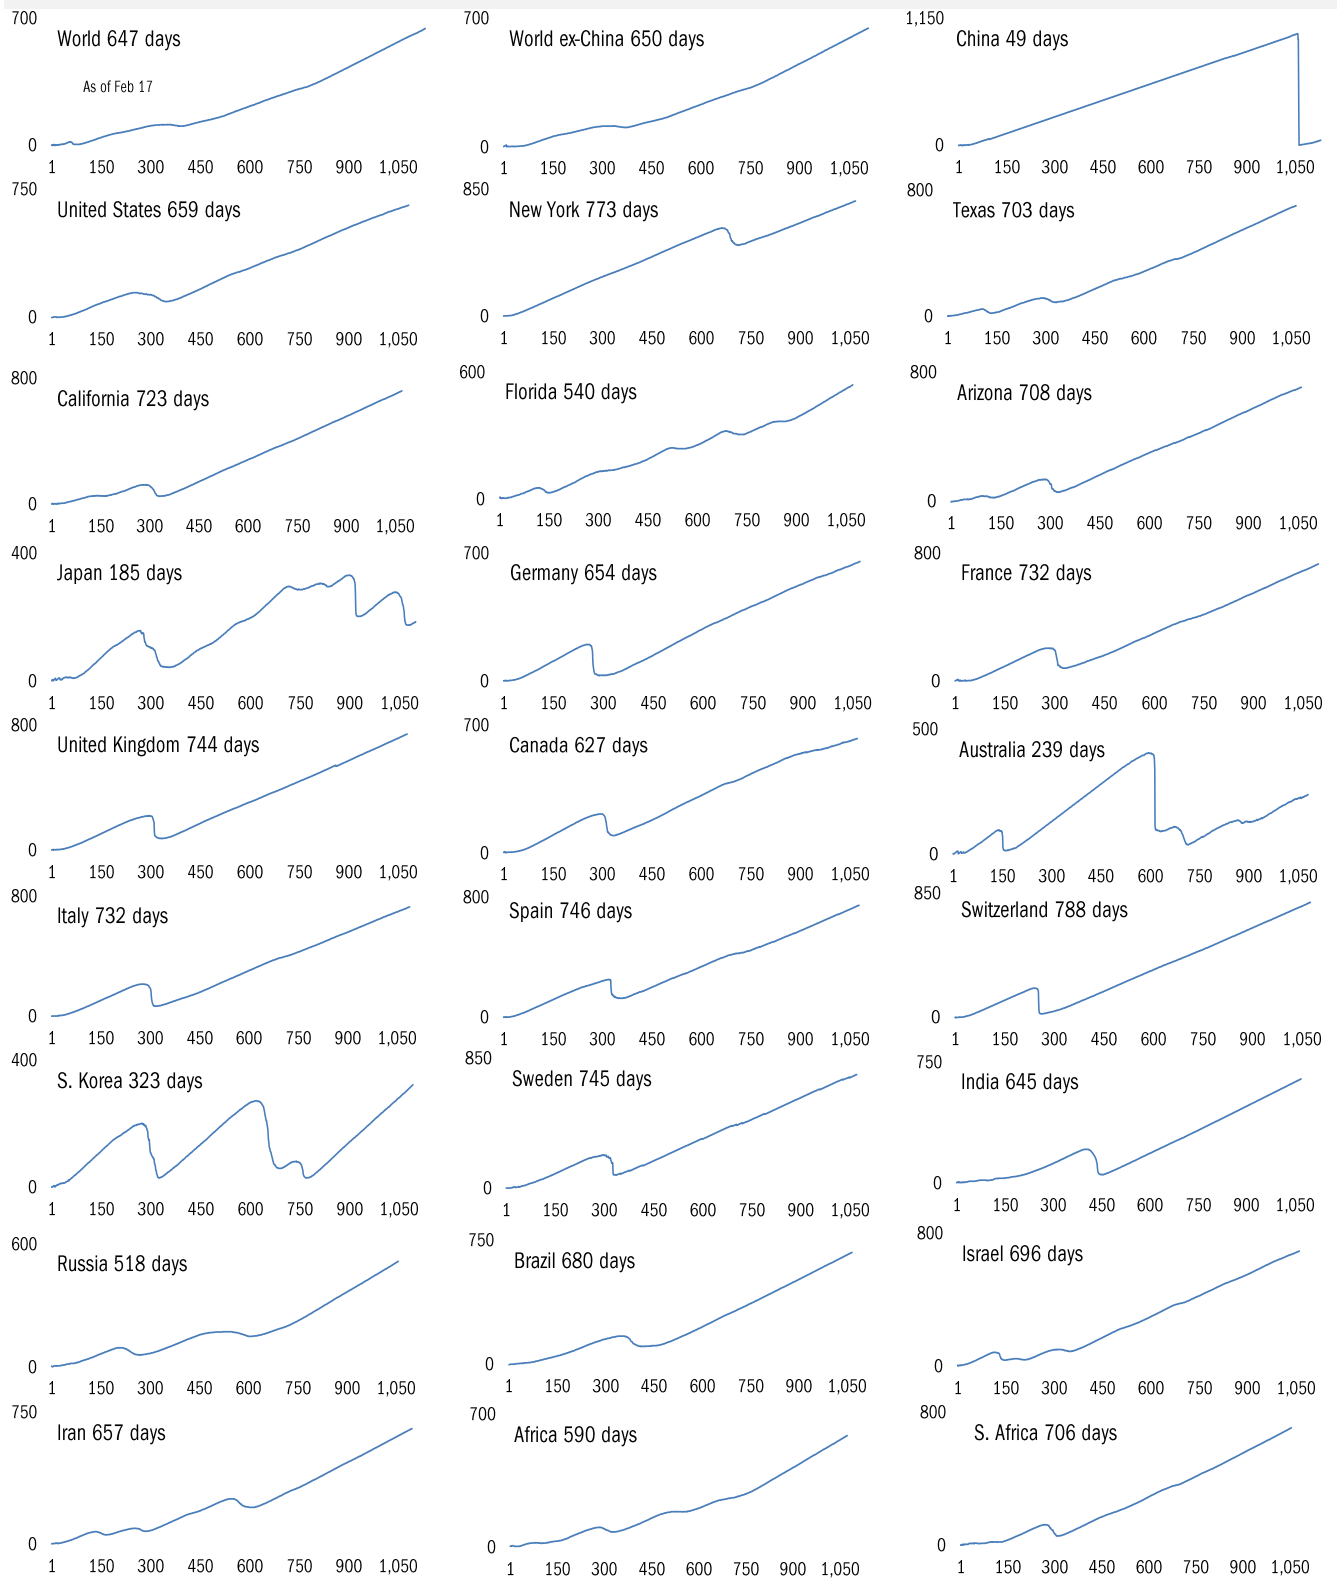 700 700 1,150
World 647 days World ex-China 650 days China 49 days
As of Feb 17
0 0 0
1 150 300 450 600 750 900 1,050 1 150 300 450 600 750 900 1,050 1 150 300 450 600 750 900 1,050
750 850 800
United States 659 days New York 773 days Texas 703 days
0 0 0
1 150 300 450 600 750 900 1,050 1 150 300 450 600 750 900 1,050 1 150 300 450 600 750 900 1,050
800 600 800
California 723 days Florida 540 days Arizona 708 days
0 0 0
1 150 300 450 600 750 900 1,050 1 150 300 450 600 750 900 1,050 1 150 300 450 600 750 900 1,050
400 700 800
Japan 185 days Germany 654 days France 732 days
0 0 0
1 150 300 450 600 750 900 1,050 1 150 300 450 600 750 900 1,050 1 150 300 450 600 750 900 1,050
800 700 500
United Kingdom 744 days Canada 627 days Australia 239 days
0 0 0
1 150 300 450 600 750 900 1,050 1 150 300 450 600 750 900 1,050 1 150 300 450 600 750 900 1,050
800 800 850
Italy 732 days Spain 746 days Switzerland 788 days
0 0 0
1 150 300 450 600 750 900 1,050 1 150 300 450 600 750 900 1,050 1 150 300 450 600 750 900 1,050
400 850 750
S. Korea 323 days Sweden 745 days India 645 days
0 0 0
1 150 300 450 600 750 900 1,050 1 150 300 450 600 750 900 1,050 1 150 300 450 600 750 900 1,050
600 750 800
Russia 518 days Brazil 680 days Israel 696 days
0 0 0
1 150 300 450 600 750 900 1,050 1 150 300 450 600 750 900 1,050 1 150 300 450 600 750 900 1,050
750 700 800
Iran 657 days Africa 590 days S. Africa 706 days
0 0 0
1 150 300 450 600 750 900 1,050 1 150 300 450 600 750 900 1,050 1 150 300 450 600 750 900 1,050